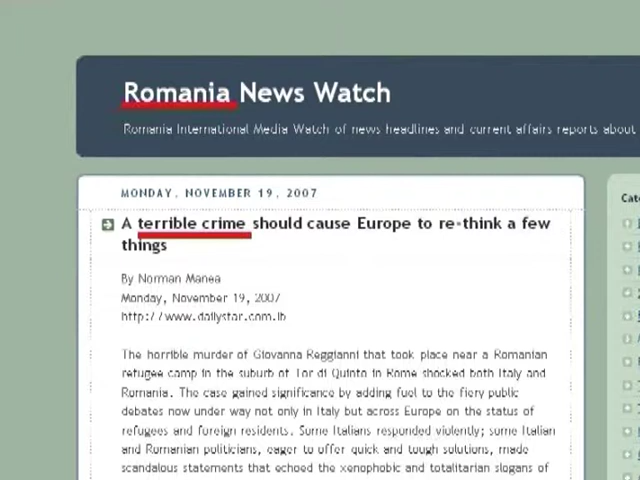 Romania News Watch
Romania International Media Watch of news headlines and current affairs reports about
MONDAY, NOVEMBER 19, 2007
Cate
A terrible crime should cause Europe to re-think a few
things
By Norman Manea
Monday, November 19, 2007
http://www.dailystar.com.lb
The horrible murder of Giovanna Reggianni that took place near a Romanian
refugee camp in the suburb of Tor di Quinto in Rome shocked both Italy and
Romania. The case gained significance by adding fuel to the fiery public
debates now under way not only in Italy but across Europe on the status of
refugees and foreign residents. Some Italians responded violently; some Italian
and Romanian politicians, eager to offer quick and tough solutions, made
scandalous statements that echoed the xenophobic and totalitarian slogans of